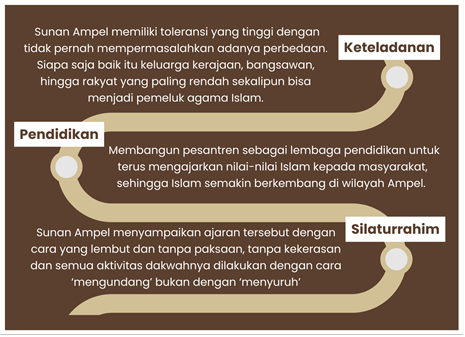 Sunan Ampel memiliki toleransi yang tinggi dengan
tidak pernah mempermasalahkan adanya perbedaan.
Siapa saja baik itu keluarga kerajaan, bangsawan,
hingga rakyat yang paling rendah sekalipun bisa
menjadi pemeluk agama Islam.
Keteladanan
Pendidikan
Membangun pesantren sebagai lembaga pendidikan untuk
terus mengajarkan nilai-nilai Islam kepada masyarakat,
sehingga Islam semakin berkembang di wilayah Ampel.
Silaturrahim
Sunan Ampel menyampaikan ajaran tersebut dengan
cara yang lembut dan tanpa paksaan, tanpa kekerasan
dan semua aktivitas dakwahnya dilakukan dengan cara
‘mengundang’ bukan dengan ‘menyuruh’